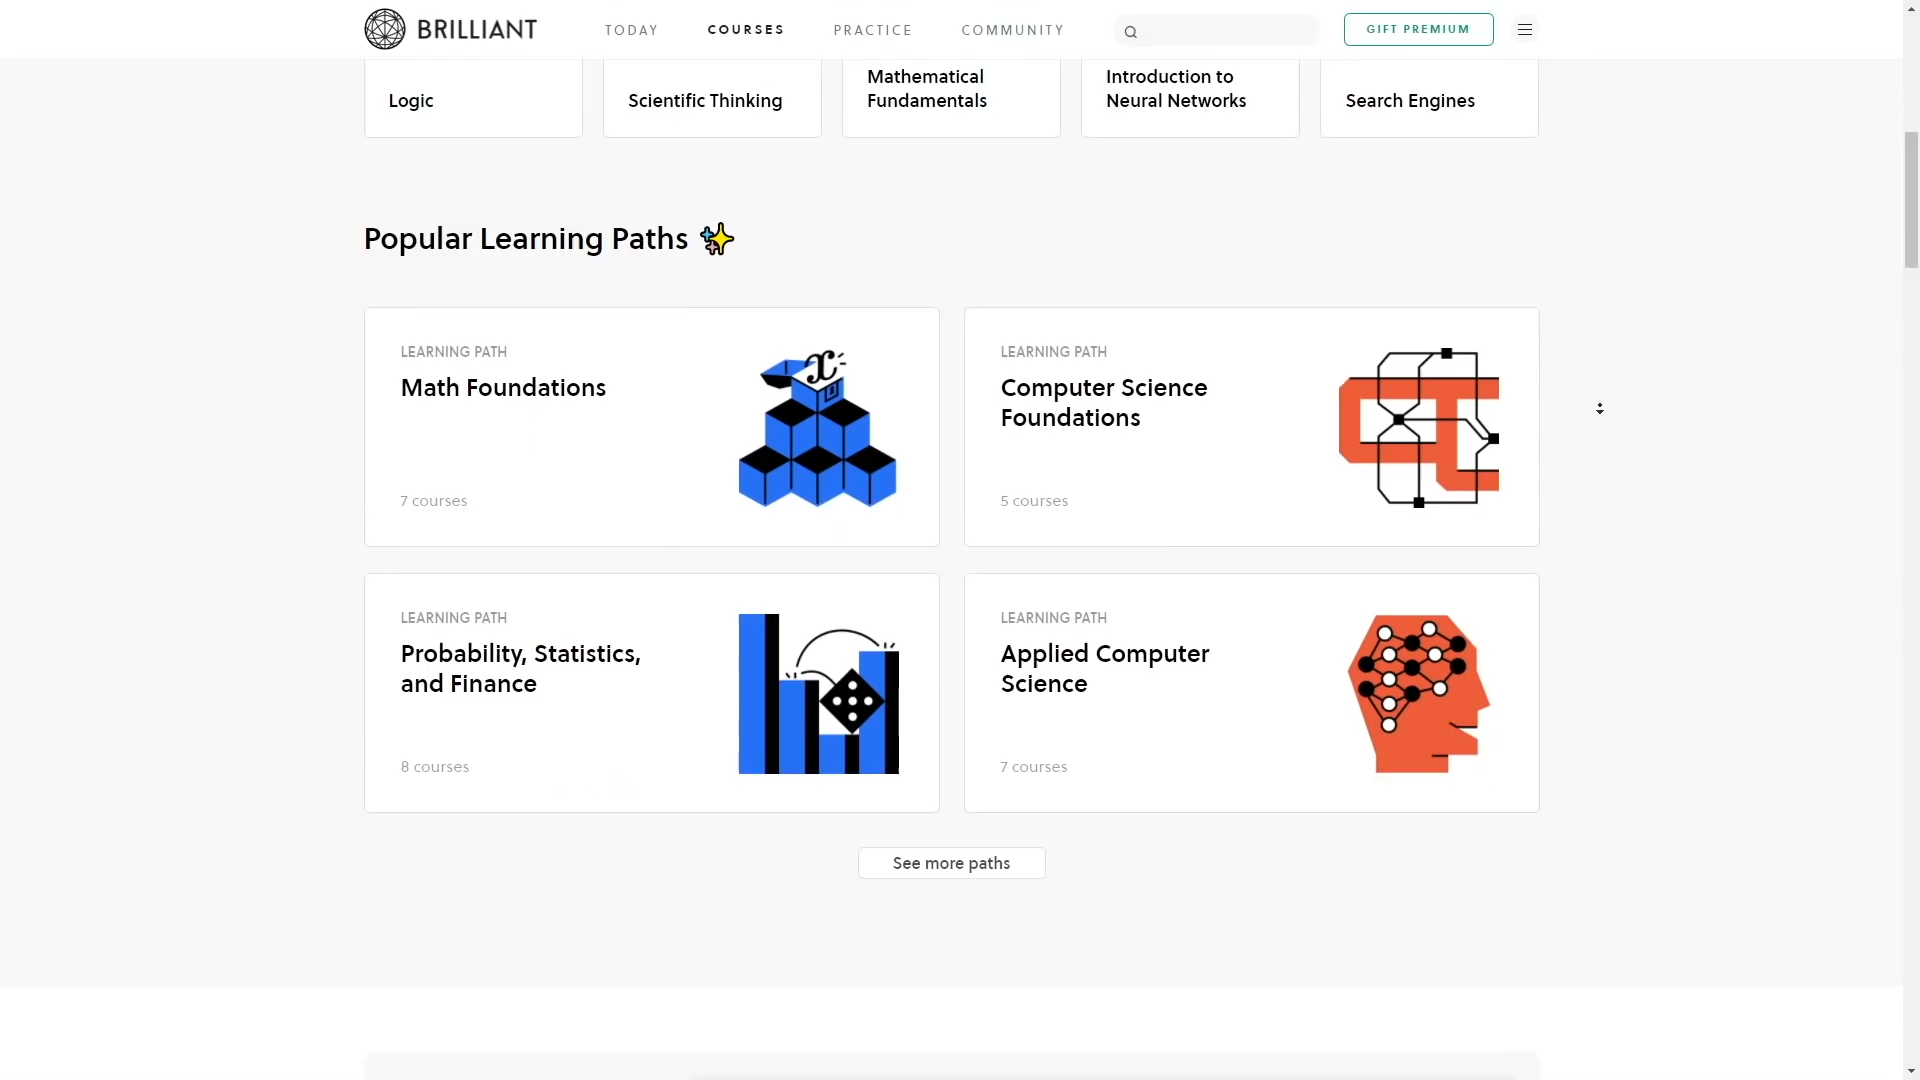 BRILLIANT
TODAY
COURSES
PRACTICE
COMMUNITY
GIFT PREMIUM
Logic
Scientific Thinking
Mathematical
Fundamentals
Introduction to
Neural Networks
Search Engines
Popular Learning Paths
LEARNING PATH
Math Foundations
7 courses
x
LEARNING PATH
Computer Science
Foundations
5 courses
LEARNING PATH
Probability, Statistics,
and Finance
8 courses
LEARNING PATH
Applied Computer
Science
7 courses
See more paths